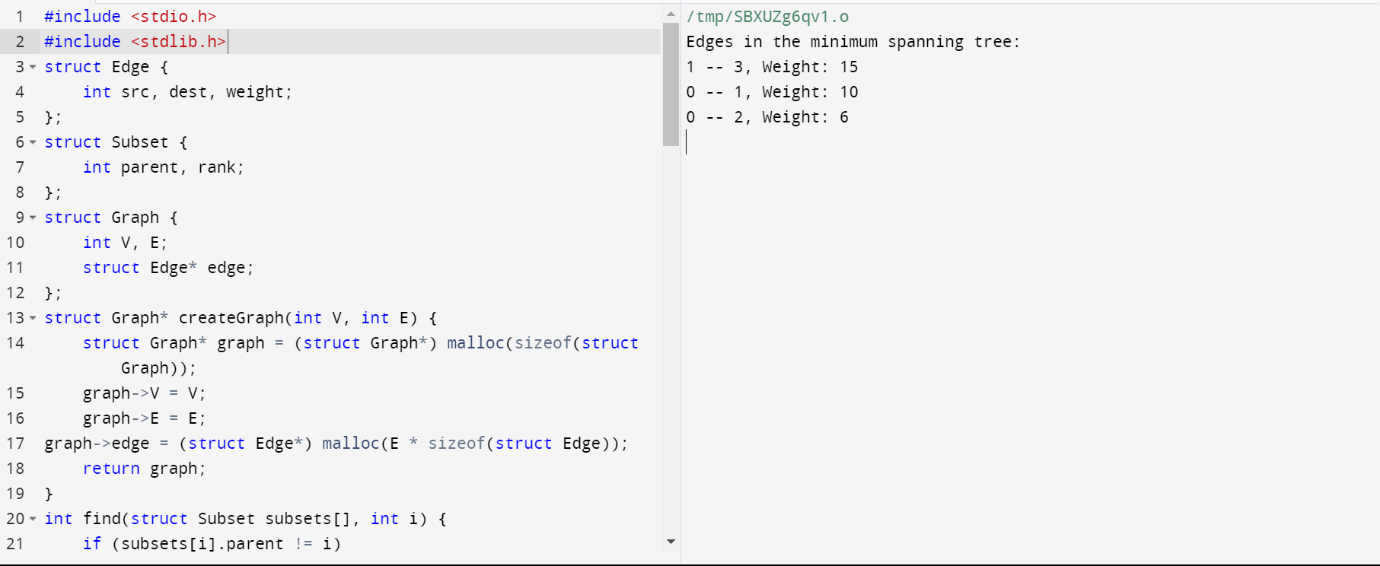 1 #include <stdio.h>
2 #include <stdlib.h>
3 struct Edge {
4     int src, dest, weight;
5 };
6 struct Subset {
7     int parent, rank;
8 };
9 struct Graph {
10     int V, E;
11     struct Edge* edge;
12 };
13 struct Graph* createGraph(int V, int E) {
14     struct Graph* graph = (struct Graph*) malloc(sizeof(struct
Graph));
15     graph->V = V;
16     graph->E = E;
17 graph->edge = (struct Edge*) malloc(E * sizeof(struct Edge));
18     return graph;
19 }
20 int find(struct Subset subsets[], int i) {
21     if (subsets[i].parent != i)
/tmp/SBXUZg6qv1.o
Edges in the minimum spanning tree:
1 -- 3, Weight: 15
0 -- 1, Weight: 10
0 -- 2, Weight: 6